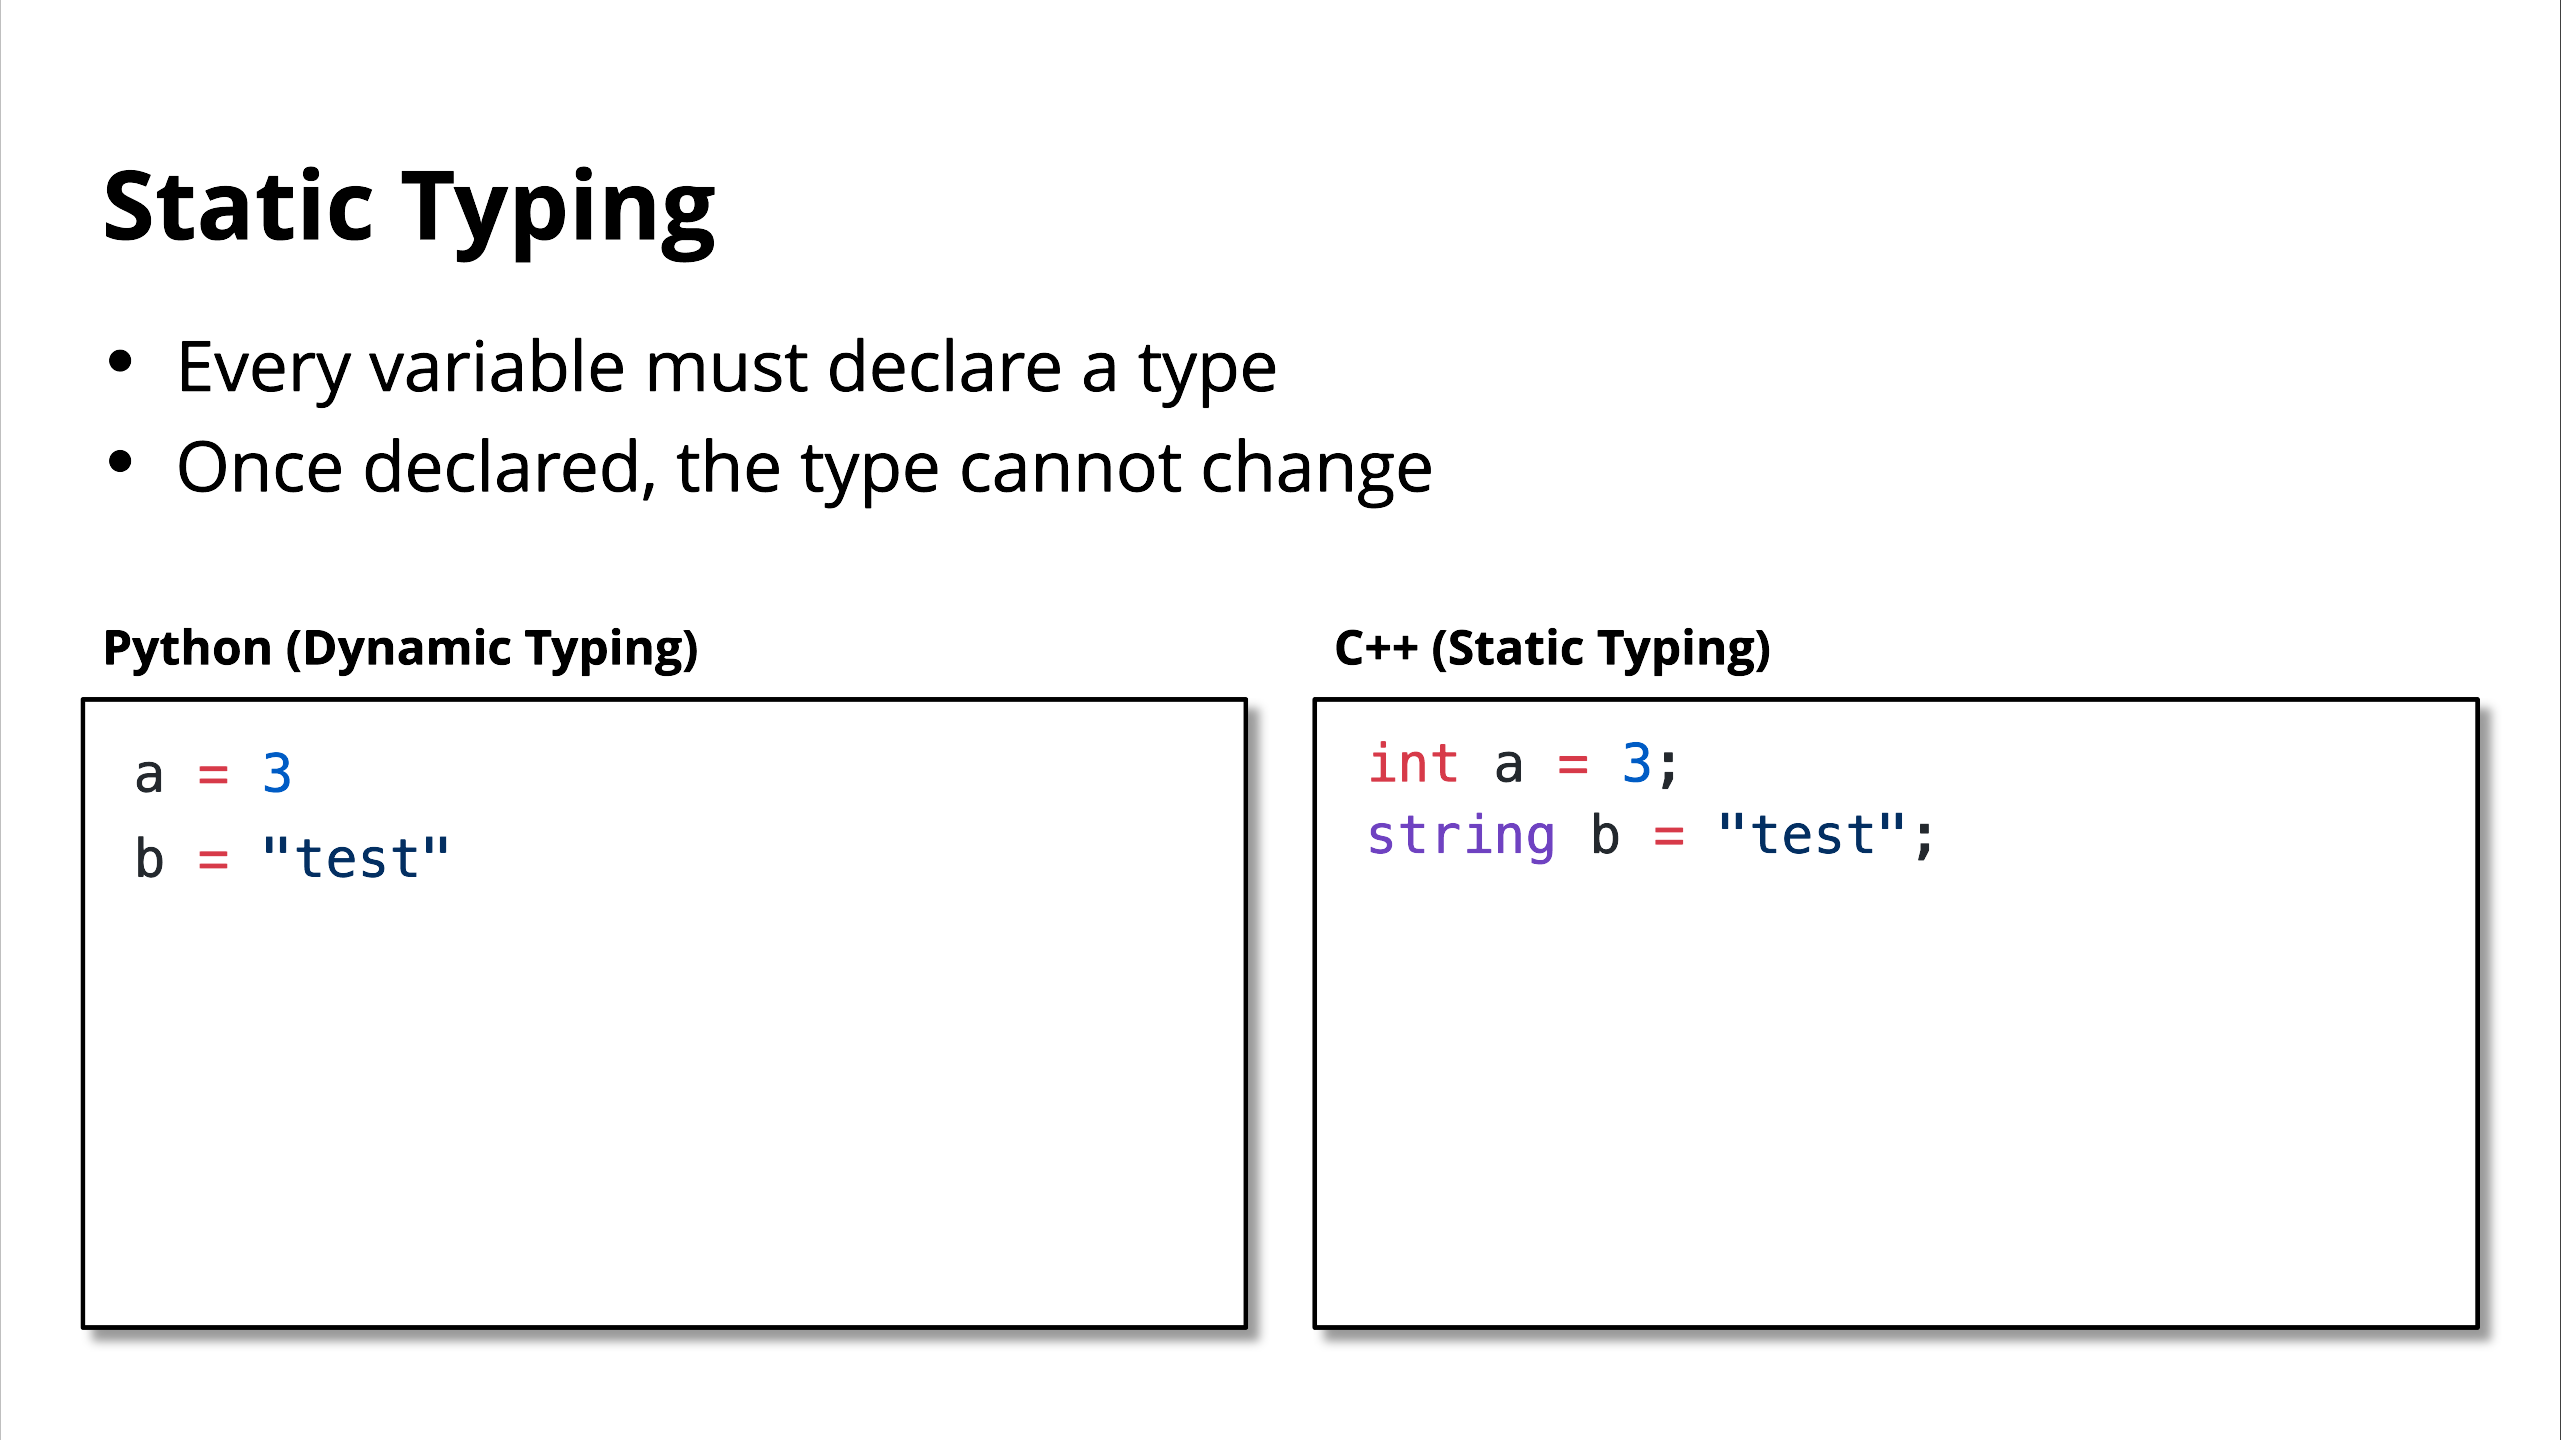 Static Typing
• Every variable must declare a type
• Once declared, the type cannot change
Python (Dynamic Typing)
a = 3
b = "test"
C++ (Static Typing)
int a = 3;
string b = "test";